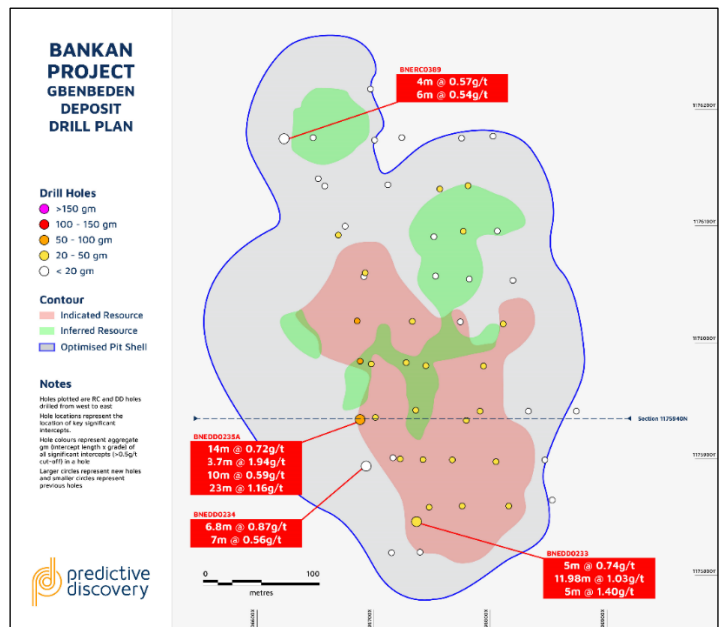 BANKAN
PROJECT
GBENBEDEN
DEPOSIT
DRILL PLAN
Drill Holes
>150 gm
100 - 150 gm
50 - 100 gm
20 - 50 gm
< 20 gm
Contour
Indicated Resource
Inferred Resource
Optimised Pit Shell
Notes
Holes plotted are RC and DD holes
drilled from west to east
Hole locations represent the
location of key significant
intercepts.
Hole colours represent aggregate
gm (intercept length x grade) of
all significant intercepts (>0.5g/t
cut-off) in a hole
Larger circles represent new holes
and smaller circles represent
previous holes
predictive
discovery
BNERC0389
4m @ 0.57g/t
6m @ 0.54g/t
Section 1175940N
BNEDD0235A
14m @ 0.72g/t
3.7m @ 1.94g/t
10m @ 0.59g/t
23m @ 1.16g/t
BNEDD0234
6.8m @ 0.87g/t
7m @ 0.56g/t
BNEDD0233
5m @ 0.74g/t
11.98m @ 1.03g/t
5m @ 1.40g/t
0
100
metres